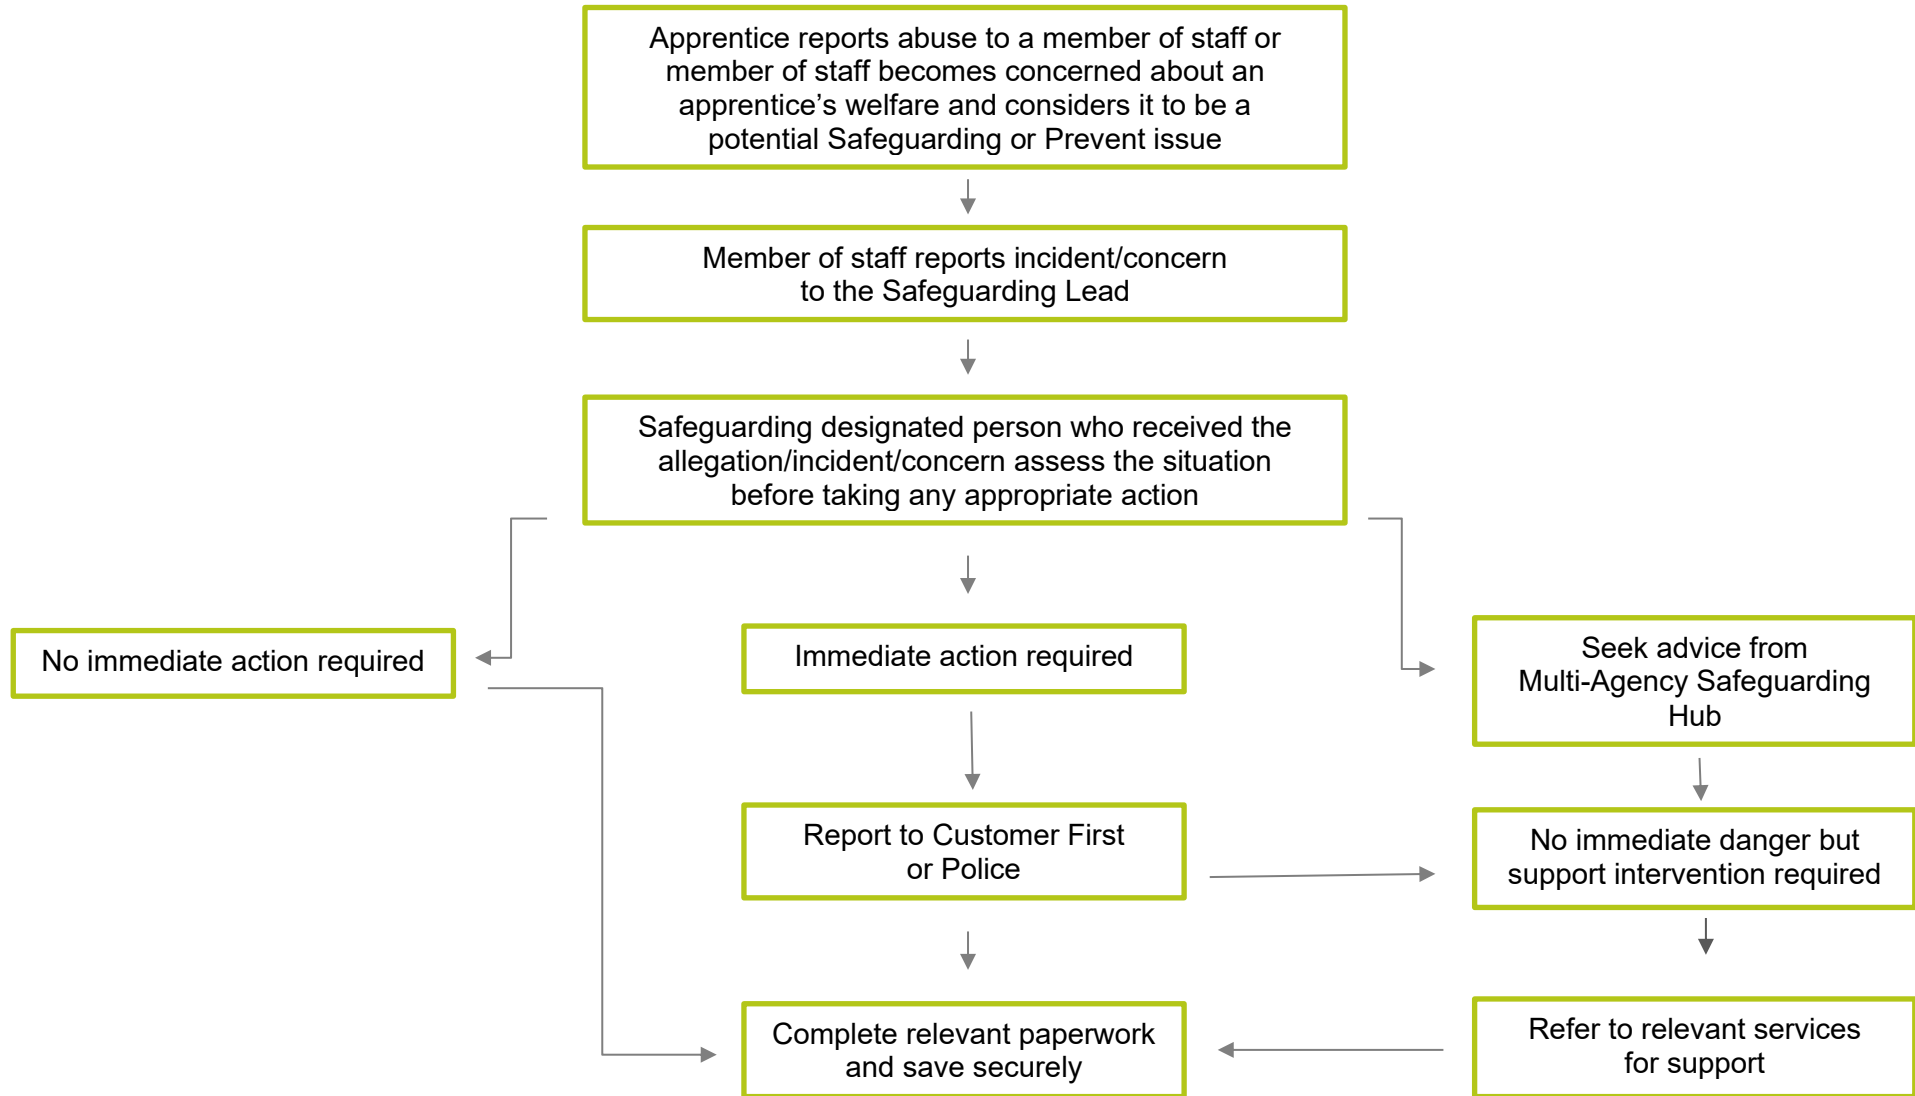 Apprentice reports abuse to a member of staff or
member of staff becomes concerned about an
apprentice’s welfare and considers it to be a
potential Safeguarding or Prevent issue
Member of staff reports incident/concern
to the Safeguarding Lead
Safeguarding designated person who received the
allegation/incident/concern assess the situation
before taking any appropriate action
No immediate action required
Immediate action required
Seek advice from
Multi-Agency Safeguarding
Hub
Report to Customer First
or Police
No immediate danger but
support intervention required
Complete relevant paperwork
and save securely
Refer to relevant services
for support